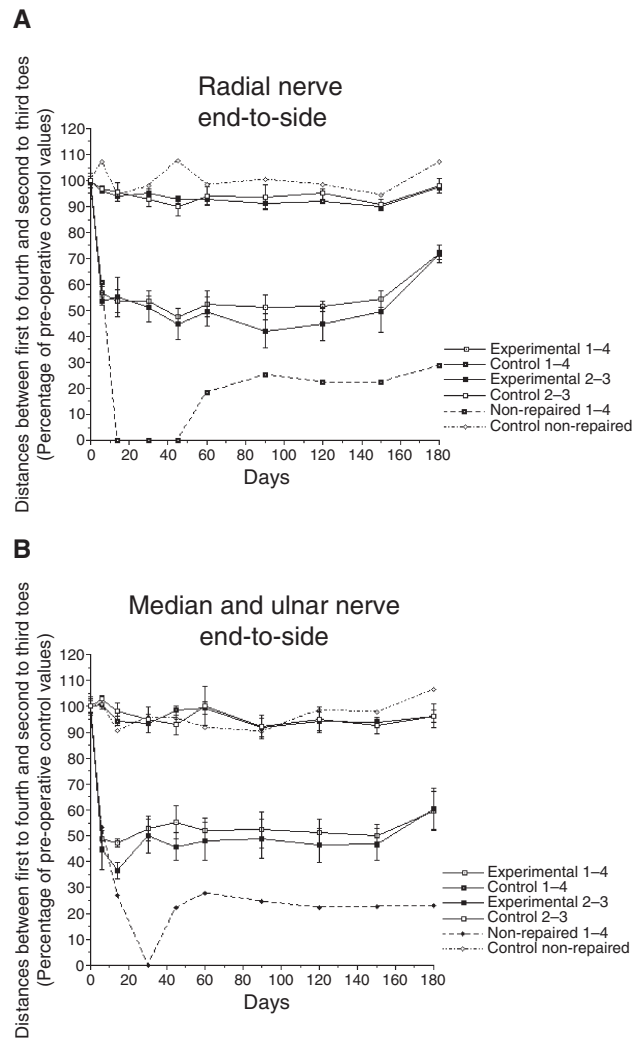 A
Radial nerve
end-to-side
Distances between first to fourth and second to third toes
(Percentage of pre-operative control values)
120
110
100
90
80
70
60
50
40
30
20
10
0
0 20 40 60 80 100 120 140 160 180
Days
Experimental 1–4
Control 1–4
Experimental 2–3
Control 2–3
Non-repaired 1–4
Control non-repaired
B
Median and ulnar nerve
end-to-side
Distances between first to fourth and second to third toes
(Percentage of pre-operative control values)
120
110
100
90
80
70
60
50
40
30
20
10
0
0 20 40 60 80 100 120 140 160 180
Days
Experimental 1–4
Control 1–4
Experimental 2–3
Control 2–3
Non-repaired 1–4
Control non-repaired